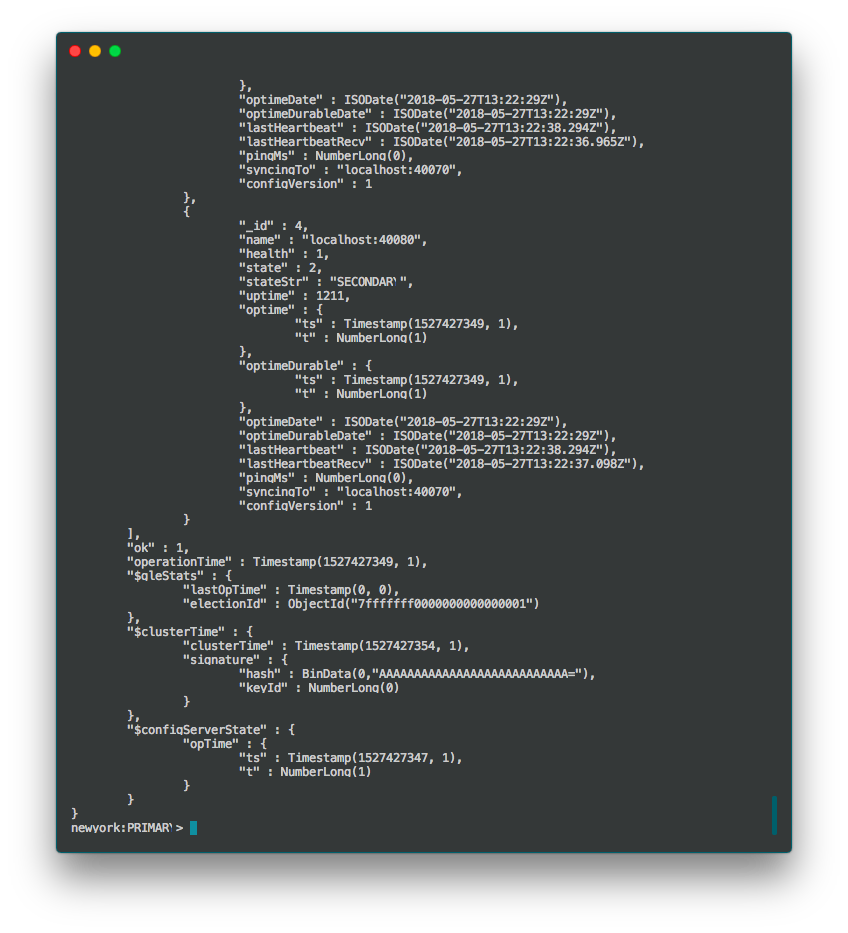 },
"optimeDate" : ISODate("2018-05-27T13:22:29Z"),
"optimeDurableDate" : ISODate("2018-05-27T13:22:29Z"),
"lastHeartbeat" : ISODate("2018-05-27T13:22:38.294Z"),
"lastHeartbeatRecv" : ISODate("2018-05-27T13:22:36.965Z"),
"pingMs" : NumberLong(0),
"syncingTo" : "localhost:40070",
"configVersion" : 1
},
{
"_id" : 4,
"name" : "localhost:40080",
"health" : 1,
"state" : 2,
"stateStr" : "SECONDARY",
"uptime" : 1211,
"optime" : {
"ts" : Timestamp(1527427349, 1),
"t" : NumberLong(1)
},
"optimeDurable" : {
"ts" : Timestamp(1527427349, 1),
"t" : NumberLong(1)
},
"optimeDate" : ISODate("2018-05-27T13:22:29Z"),
"optimeDurableDate" : ISODate("2018-05-27T13:22:29Z"),
"lastHeartbeat" : ISODate("2018-05-27T13:22:38.294Z"),
"lastHeartbeatRecv" : ISODate("2018-05-27T13:22:37.098Z"),
"pingMs" : NumberLong(0),
"syncingTo" : "localhost:40070",
"configVersion" : 1
}
],
"ok" : 1,
"operationTime" : Timestamp(1527427349, 1),
"$gleStats" : {
"lastOpTime" : Timestamp(0, 0),
"electionId" : ObjectId("7fffffff0000000000000001")
},
"$clusterTime" : {
"clusterTime" : Timestamp(1527427354, 1),
"signature" : {
"hash" : BinData(0,"AAAAAAAAAAAAAAAAAAAAAAAAAAA="),
"keyId" : NumberLong(0)
}
},
"$configServerState" : {
"opTime" : {
"ts" : Timestamp(1527427347, 1),
"t" : NumberLong(1)
}
}
}
newyork:PRIMARY>